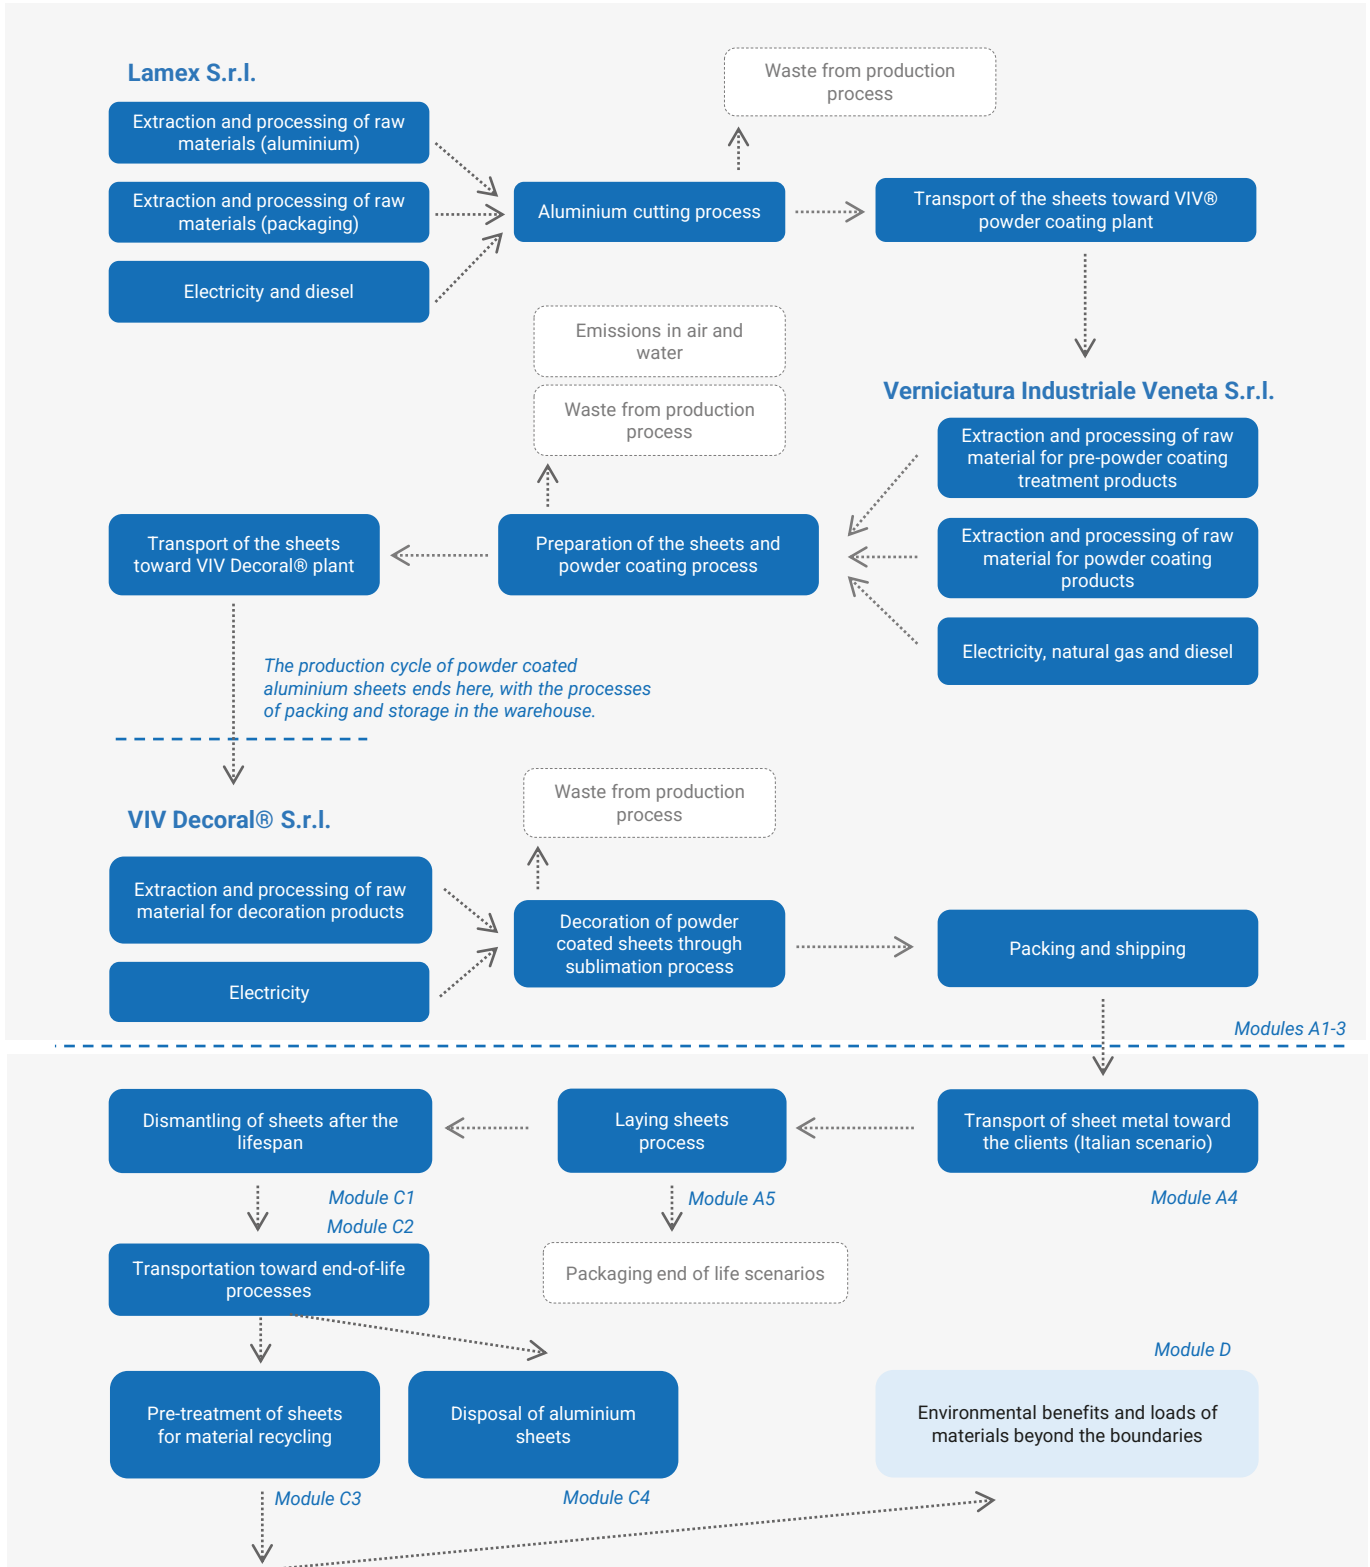 Lamex S.r.l.
Waste from production
process
Extraction and processing of raw
materials (aluminium)
Extraction and processing of raw
materials (packaging)
Electricity and diesel
Aluminium cutting process
Transport of the sheets toward VIV®
powder coating plant
Emissions in air and
water
Waste from production
process
Verniciatura Industriale Veneta S.r.l.
Extraction and processing of raw
material for pre-powder coating
treatment products
Extraction and processing of raw
material for powder coating
products
Electricity, natural gas and diesel
Preparation of the sheets and
powder coating process
Transport of the sheets
toward VIV Decoral® plant
The production cycle of powder coated
aluminium sheets ends here, with the processes
of packing and storage in the warehouse.
VIV Decoral® S.r.l.
Waste from production
process
Extraction and processing of raw
material for decoration products
Electricity
Decoration of powder
coated sheets through
sublimation process
Packing and shipping
Modules A1-3
Transport of sheet metal toward
the clients (Italian scenario)
Module A4
Laying sheets
process
Module A5
Packaging end of life scenarios
Dismantling of sheets after the
lifespan
Module C1
Module C2
Transportation toward end-of-life
processes
Pre-treatment of sheets
for material recycling
Module C3
Disposal of aluminium
sheets
Module C4
Module D
Environmental benefits and loads of
materials beyond the boundaries